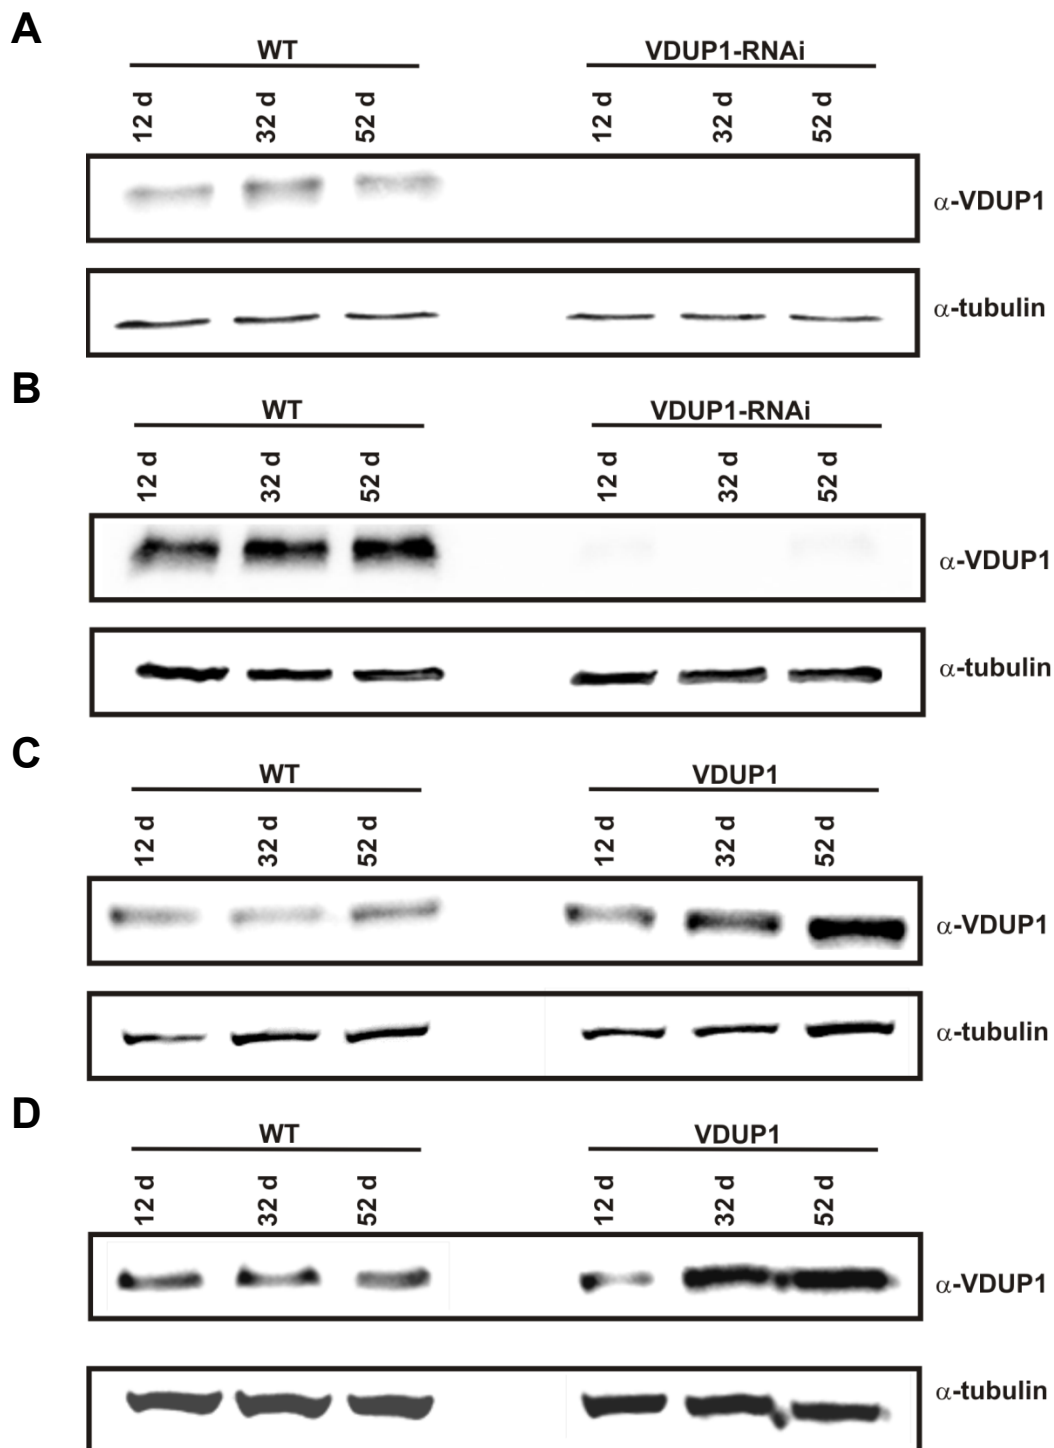 A
WT VDUP1-RNAi
12 d 32 d 52 d 12 d 32 d 52 d
α-VDUP1
α-tubulin
B
WT VDUP1-RNAi
12 d 32 d 52 d 12 d 32 d 52 d
α-VDUP1
α-tubulin
C
WT VDUP1
12 d 32 d 52 d 12 d 32 d 52 d
α-VDUP1
α-tubulin
D
WT VDUP1
12 d 32 d 52 d 12 d 32 d 52 d
α-VDUP1
α-tubulin